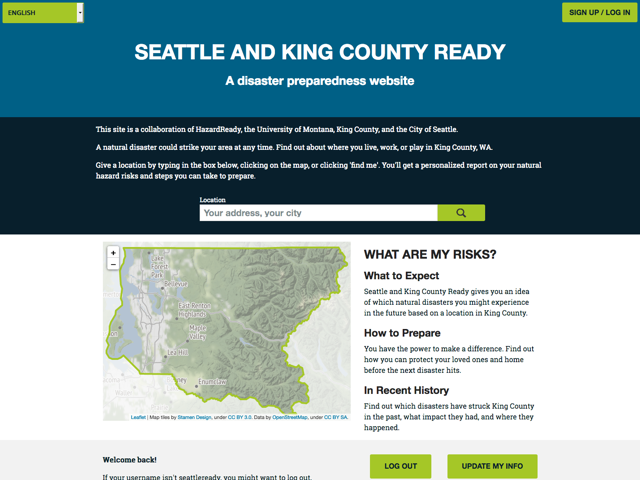 ENGLISH
SIGN UP / LOG IN
SEATTLE AND KING COUNTY READY
A disaster preparedness website
This site is a collaboration of HazardReady, the University of Montana, King County, and the City of Seattle.
A natural disaster could strike your area at any time. Find out about where you live, work, or play in King County, WA.
Give a location by typing in the box below, clicking on the map, or clicking 'find me'. You'll get a personalized report on your natural
hazard risks and steps you can take to prepare.
Location
Your address, your city
+
−
Lake
Forest
Park
Bellevue
East Renton
Highlands
Maple
Valley
Lea Hill
Enumclaw
Leaflet | Map tiles by Stamen Design, under CC BY 3.0. Data by OpenStreetMap, under CC BY SA.
WHAT ARE MY RISKS?
What to Expect
Seattle and King County Ready gives you an idea
of which natural disasters you might experience
in the future based on a location in King County.
How to Prepare
You have the power to make a difference. Find out
how you can protect your loved ones and home
before the next disaster hits.
In Recent History
Find out which disasters have struck King County
in the past, what impact they had, and where they
happened.
Welcome back!
If your username isn't seattleready, you might want to log out.
LOG OUT
UPDATE MY INFO